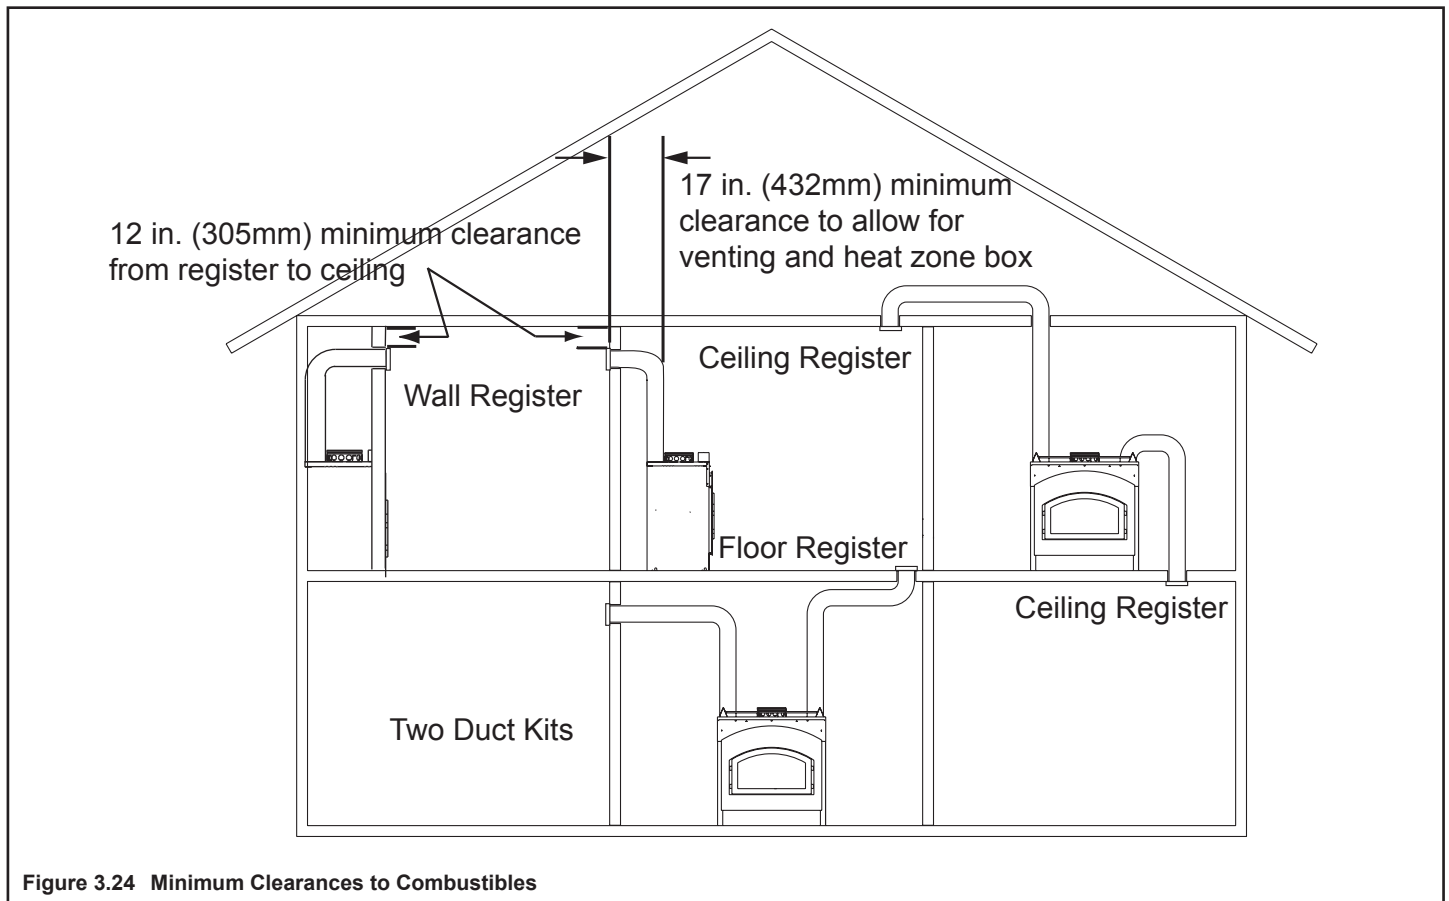 17 in. (432mm) minimum
clearance to allow for
venting and heat zone box
12 in. (305mm) minimum clearance
from register to ceiling
Ceiling Register
Wall Register
Floor Register
Ceiling Register
Two Duct Kits
Figure 3.24 Minimum Clearances to Combustibles